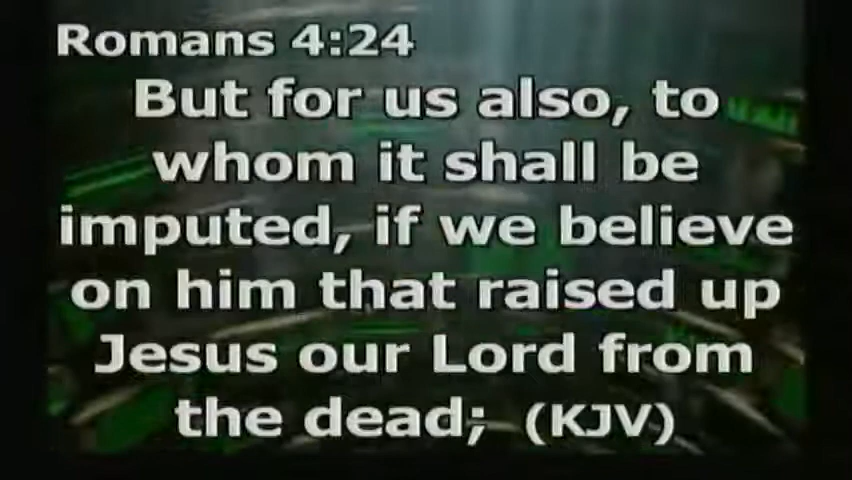 Romans 4:24
But for us also, to
whom it shall be
imputed, if we believe
on him that raised up
Jesus our Lord from
the dead; (KJV)